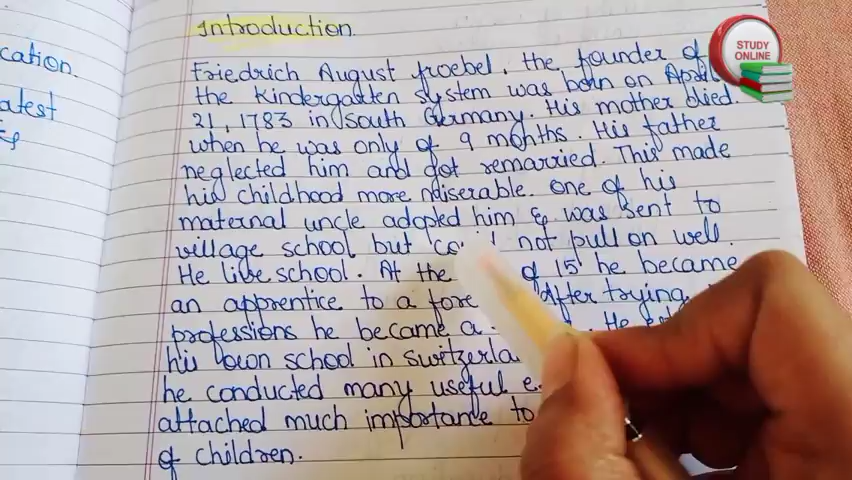 cation.
atest
Introduction
STUDY
ONLINE
Friedrich August froebel, the founder of
the Kindergarten system was born on April
21, 1783 in south Germany. His mother died.
when he was only of 9 months. His father
neglected him and got remarried. This made
his childhood more miserable. One of his
maternal uncle adopted him & was sent to
village school but not pull on well.
He live school. At the of 15 he became
an apprentice to a fore After trying
professions he became a. He
his own school in switzerla
he conducted many useful e
attached much importance to
of children.